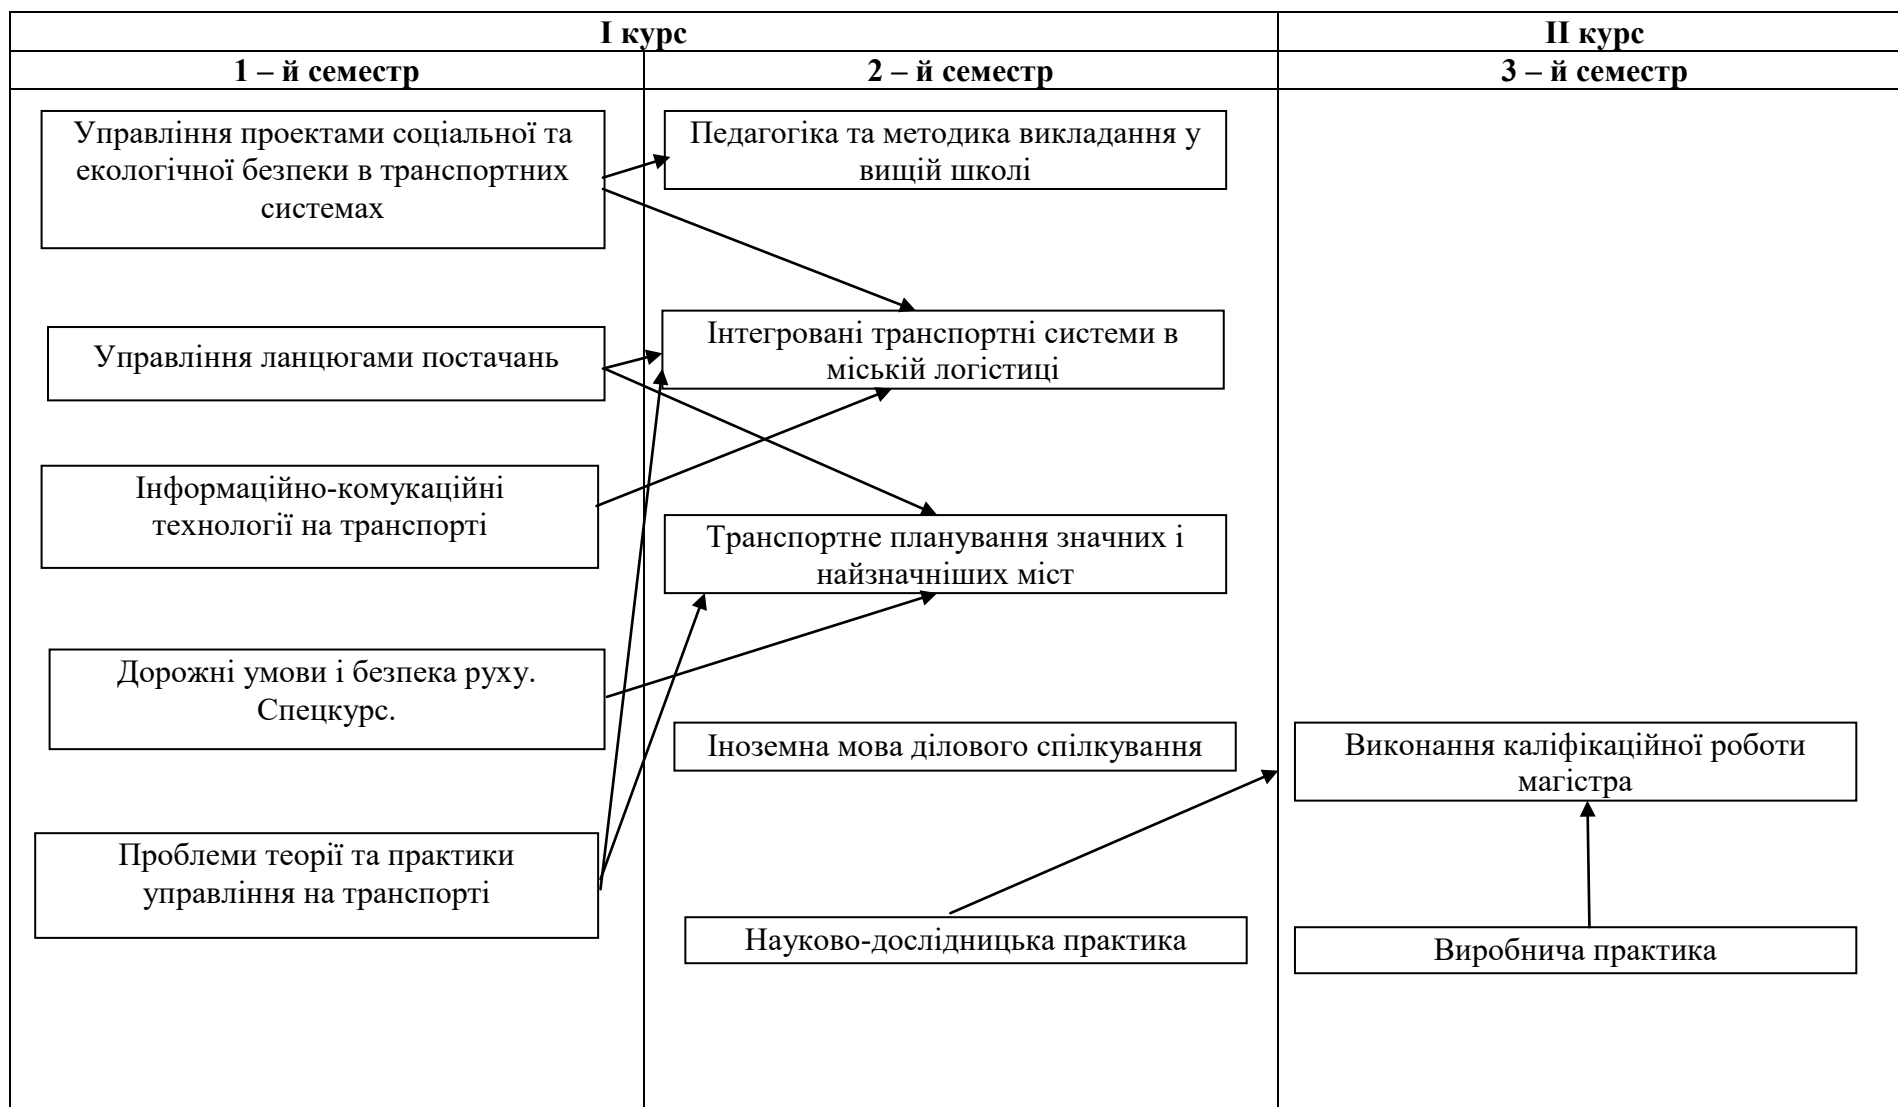 І курс
ІІ курс
1 – й семестр
2 – й семестр
3 – й семестр
Управління проектами соціальної та
екологічної безпеки в транспортних
системах
Управління ланцюгами постачань
Інформаційно-комукаційні
технології на транспорті
Дорожні умови і безпека руху.
Спецкурс.
Проблеми теорії та практики
управління на транспорті
Педагогіка та методика викладання у
вищій школі
Інтегровані транспортні системи в
міській логістиці
Транспортне планування значних і
найзначніших міст
Іноземна мова ділового спілкування
Науково-дослідницька практика
Виконання каліфікаційної роботи
магістра
Виробнича практика